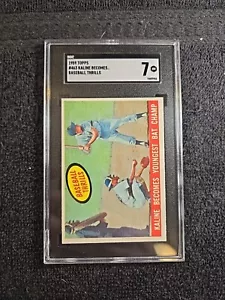 1959 TOPPS
#463 KALINE BECOMES..
BASEBALL THRILLS
7
BASEBALL
THRILLS
KALINE BECOMES YOUNGEST BAT CHAMP